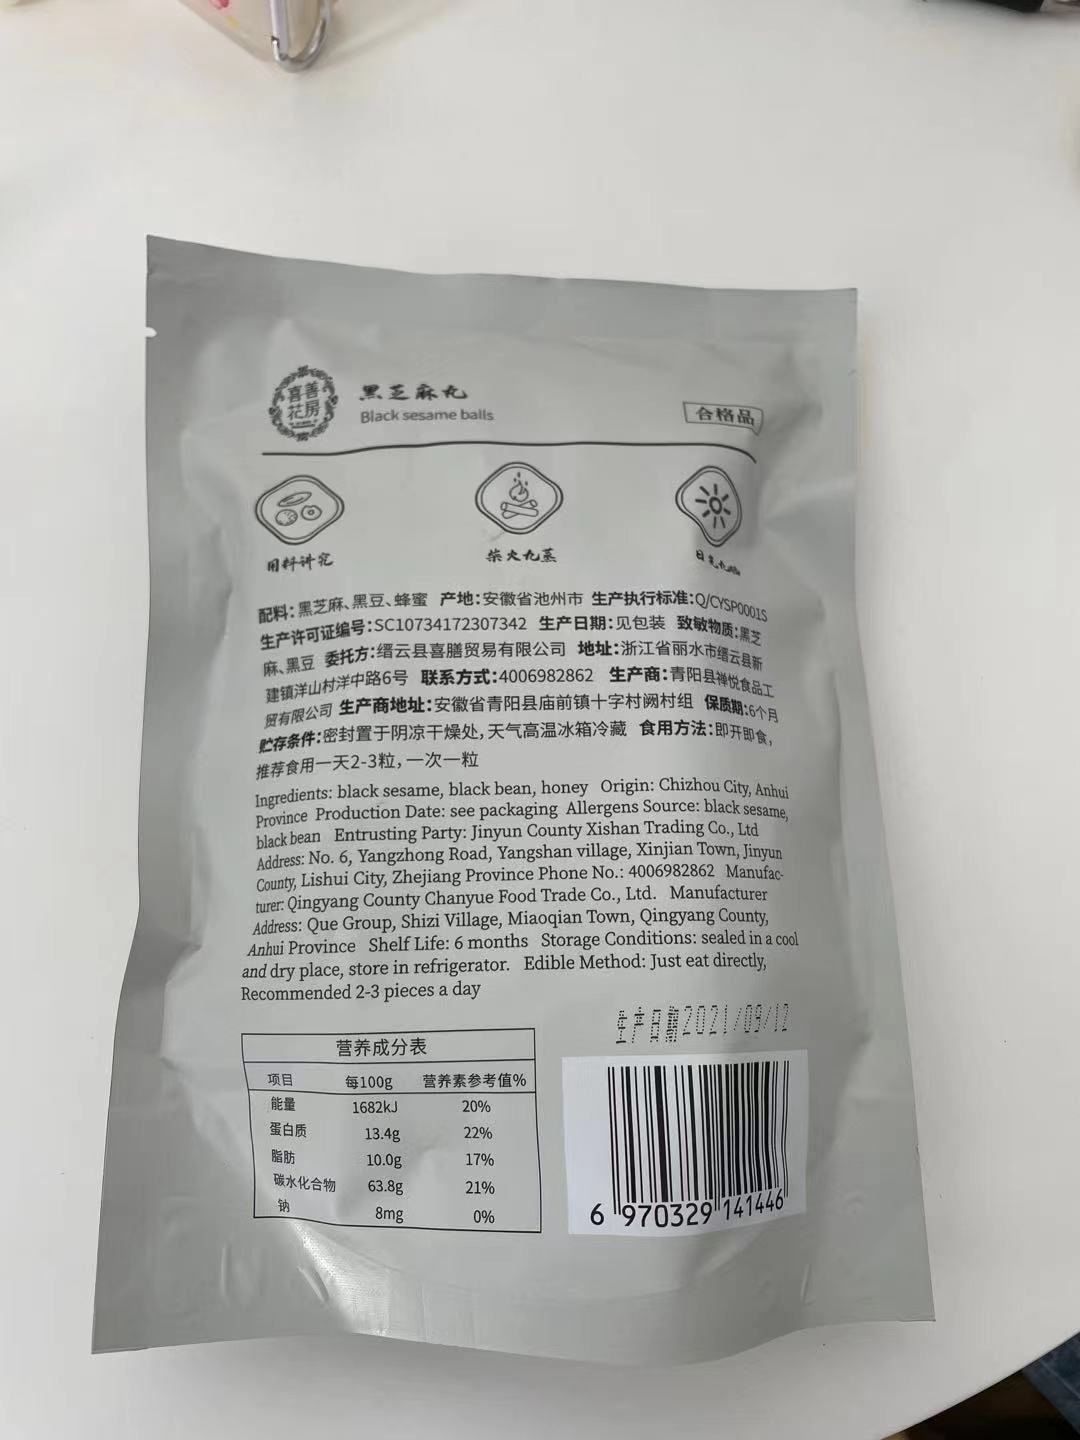 喜善
花房
黑芝麻丸
Black sesame balls
合格品
用料讲究
柴火九蒸
配料：黑芝麻、黑豆、蜂蜜 产地：安徽省池州市 生产执行标准：Q/CYSP0001S
生产许可证编号：SC10734172307342 生产日期：见包装 致敏物质：黑芝
麻、黑豆 委托方：缙云县喜膳贸易有限公司 地址：浙江省丽水市缙云县新
建镇洋山村洋中路6号 联系方式：4006982862 生产商：青阳县禅悦食品工
贸有限公司 生产商地址：安徽省青阳县庙前镇十字村阙村组 保质期：6个月
贮存条件：密封置于阴凉干燥处，天气高温冰箱冷藏 食用方法：即开即食，
推荐食用一天2-3粒，一次一粒
Ingredients: black sesame, black bean, honey Origin: Chizhou City, Anhui
Province Production Date: see packaging Allergens Source: black sesame,
black bean Entrusting Party: Jinyun County Xishan Trading Co., Ltd
Address: No. 6, Yangzhong Road, Yangshan village, Xinjian Town, Jinyun
County, Lishui City, Zhejiang Province Phone No.: 4006982862 Manufac-
turer: Qingyang County Chanyue Food Trade Co., Ltd. Manufacturer
Address: Que Group, Shizi Village, Miaoqian Town, Qingyang County,
Anhui Province Shelf Life: 6 months Storage Conditions: sealed in a cool
and dry place, store in refrigerator. Edible Method: Just eat directly,
Recommended 2-3 pieces a day
生产日期2021/09/12
营养成分表
项目 每100g 营养素参考值%
能量 1682kJ 20%
蛋白质 13.4g 22%
脂肪 10.0g 17%
碳水化合物 63.8g 21%
钠 8mg 0%
6 970329 141446